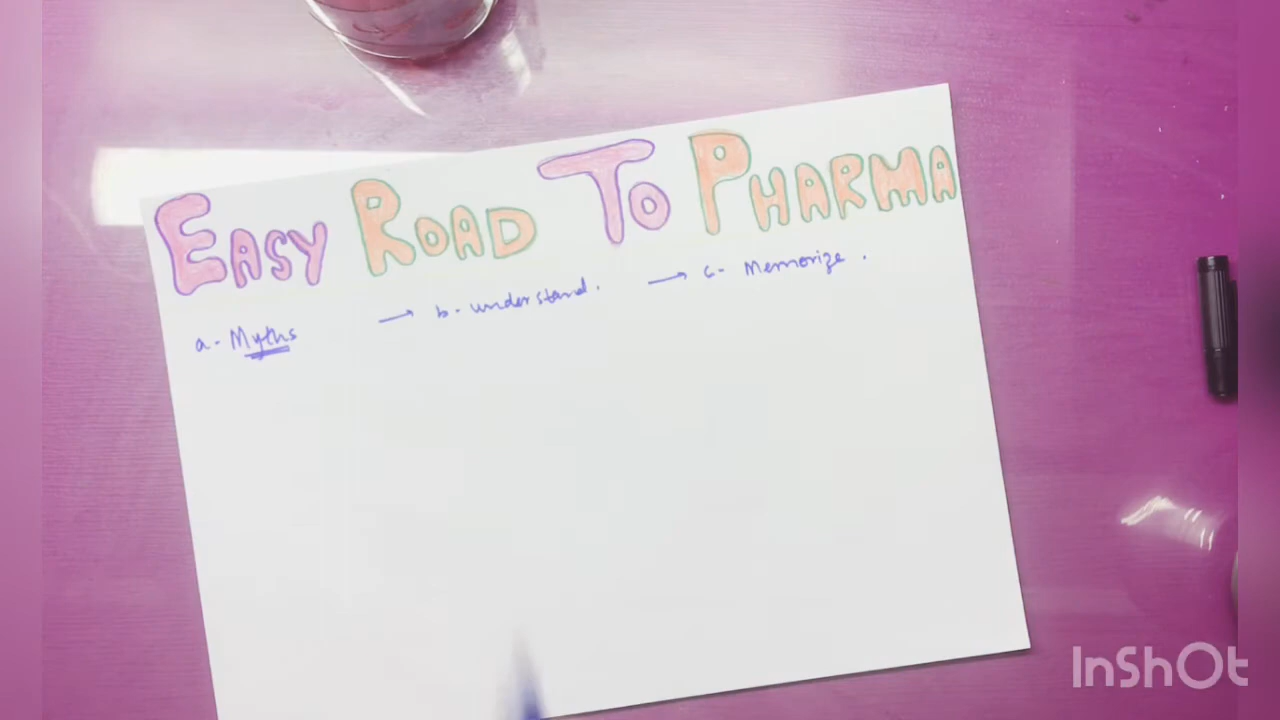 EASY ROAD TO PHARMA
a- Myths → b- understand. → c- Memorize.
InShOt